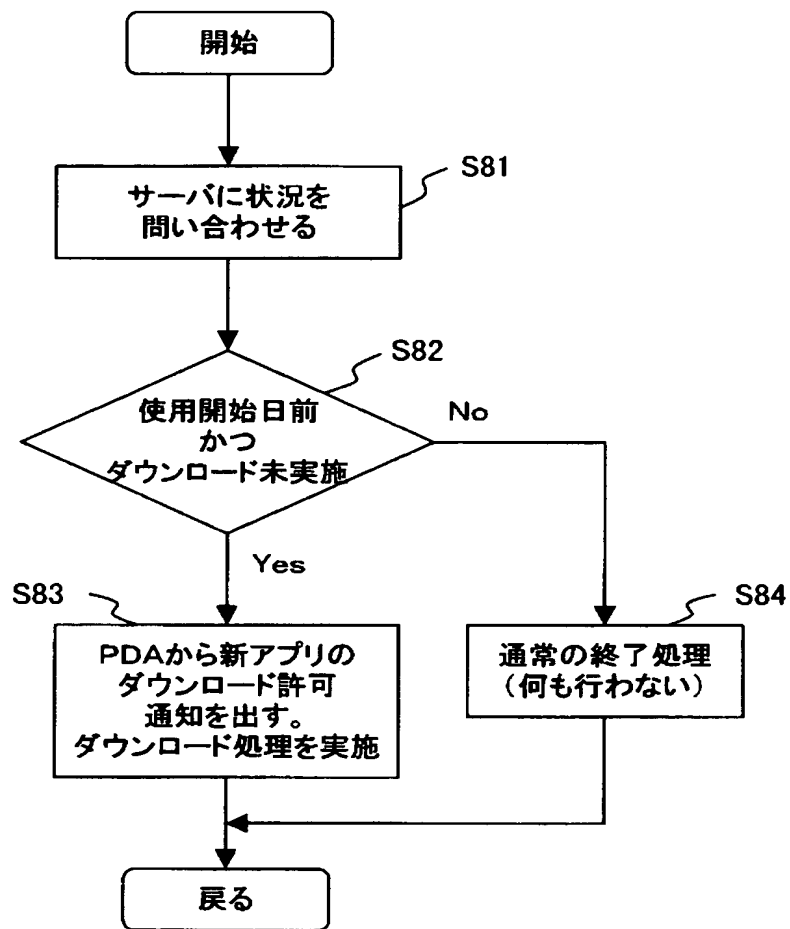 開始
S81
サーバに状況を
問い合わせる
S82
使用開始日前
かつ
ダウンロード未実施
No
Yes
S83
PDAから新アプリの
ダウンロード許可
通知を出す。
ダウンロード処理を実施
S84
通常の終了処理
(何も行わない)
戻る